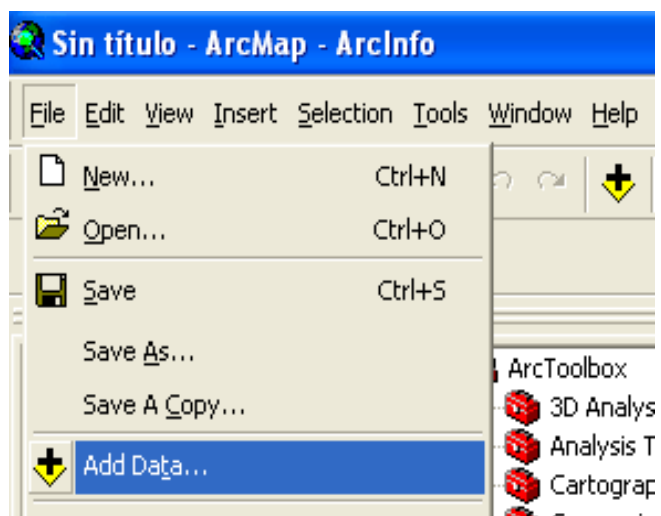 Sin título - ArcMap - ArcInfo
File Edit View Insert Selection Tools Window Help
New... Ctrl+N
Open... Ctrl+O
Save Ctrl+S
Save As...
Save A Copy...
Add Data...
ArcToolbox
3D Analys
Analysis T
Cartograp